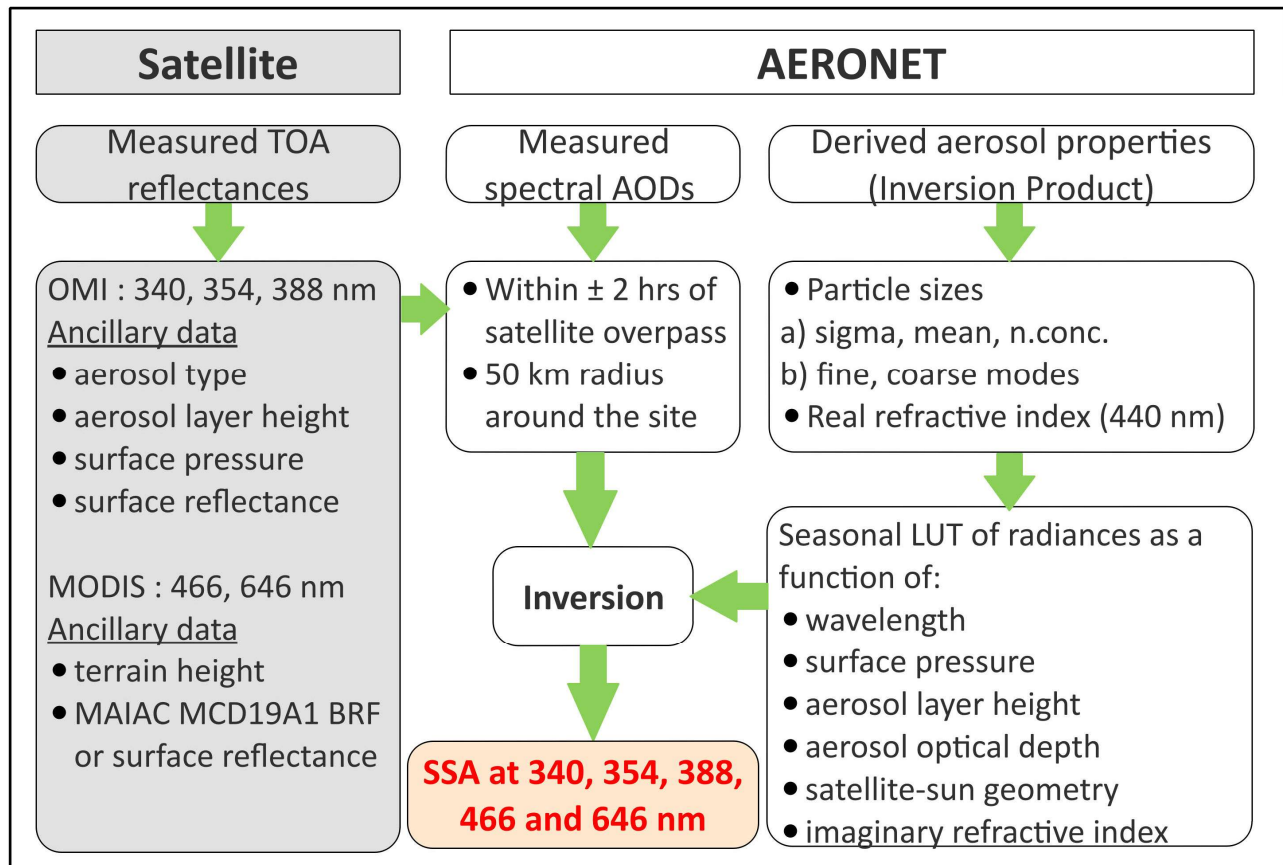 Satellite
AERONET
Measured TOA
reflectances
Measured
spectral AODs
Derived aerosol properties
(Inversion Product)
OMI : 340, 354, 388 nm
Ancillary data
● aerosol type
● aerosol layer height
● surface pressure
● surface reflectance
MODIS : 466, 646 nm
Ancillary data
● terrain height
● MAIAC MCD19A1 BRF
or surface reflectance
● Within ± 2 hrs of
satellite overpass
● 50 km radius
around the site
● Particle sizes
a) sigma, mean, n.conc.
b) fine, coarse modes
● Real refractive index (440 nm)
Inversion
Seasonal LUT of radiances as a
function of:
● wavelength
● surface pressure
● aerosol layer height
● aerosol optical depth
● satellite-sun geometry
● imaginary refractive index
SSA at 340, 354, 388,
466 and 646 nm